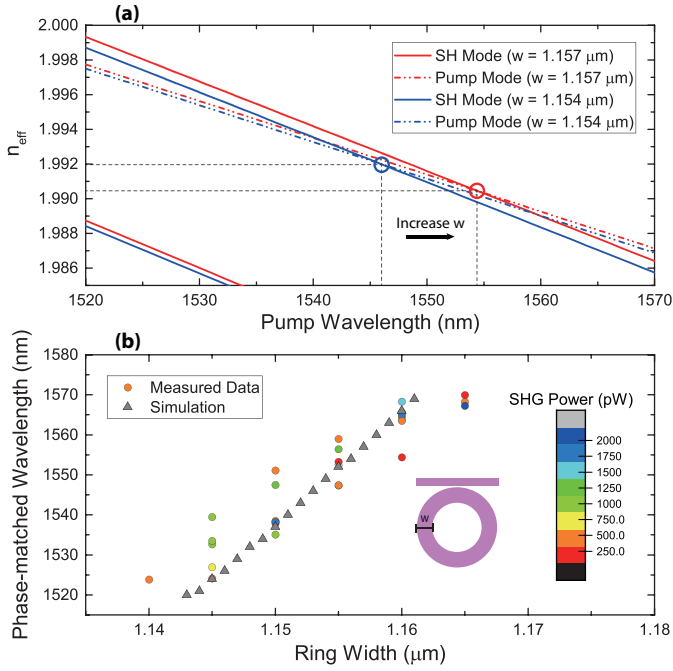 (a)
2.000
1.998
1.996
1.994
1.992
1.990
1.988
1.986
n_eff
SH Mode (w = 1.157 μm)
Pump Mode (w = 1.157 μm)
SH Mode (w = 1.154 μm)
Pump Mode (w = 1.154 μm)
Increase w
1520
1530
1540
1550
1560
1570
Pump Wavelength (nm)
(b)
1580
1570
1560
1550
1540
1530
1520
Phase-matched Wavelength (nm)
Measured Data
Simulation
SHG Power (pW)
2000
1750
1500
1250
1000
750.0
500.0
250.0
w
1.14
1.15
1.16
1.17
1.18
Ring Width (μm)